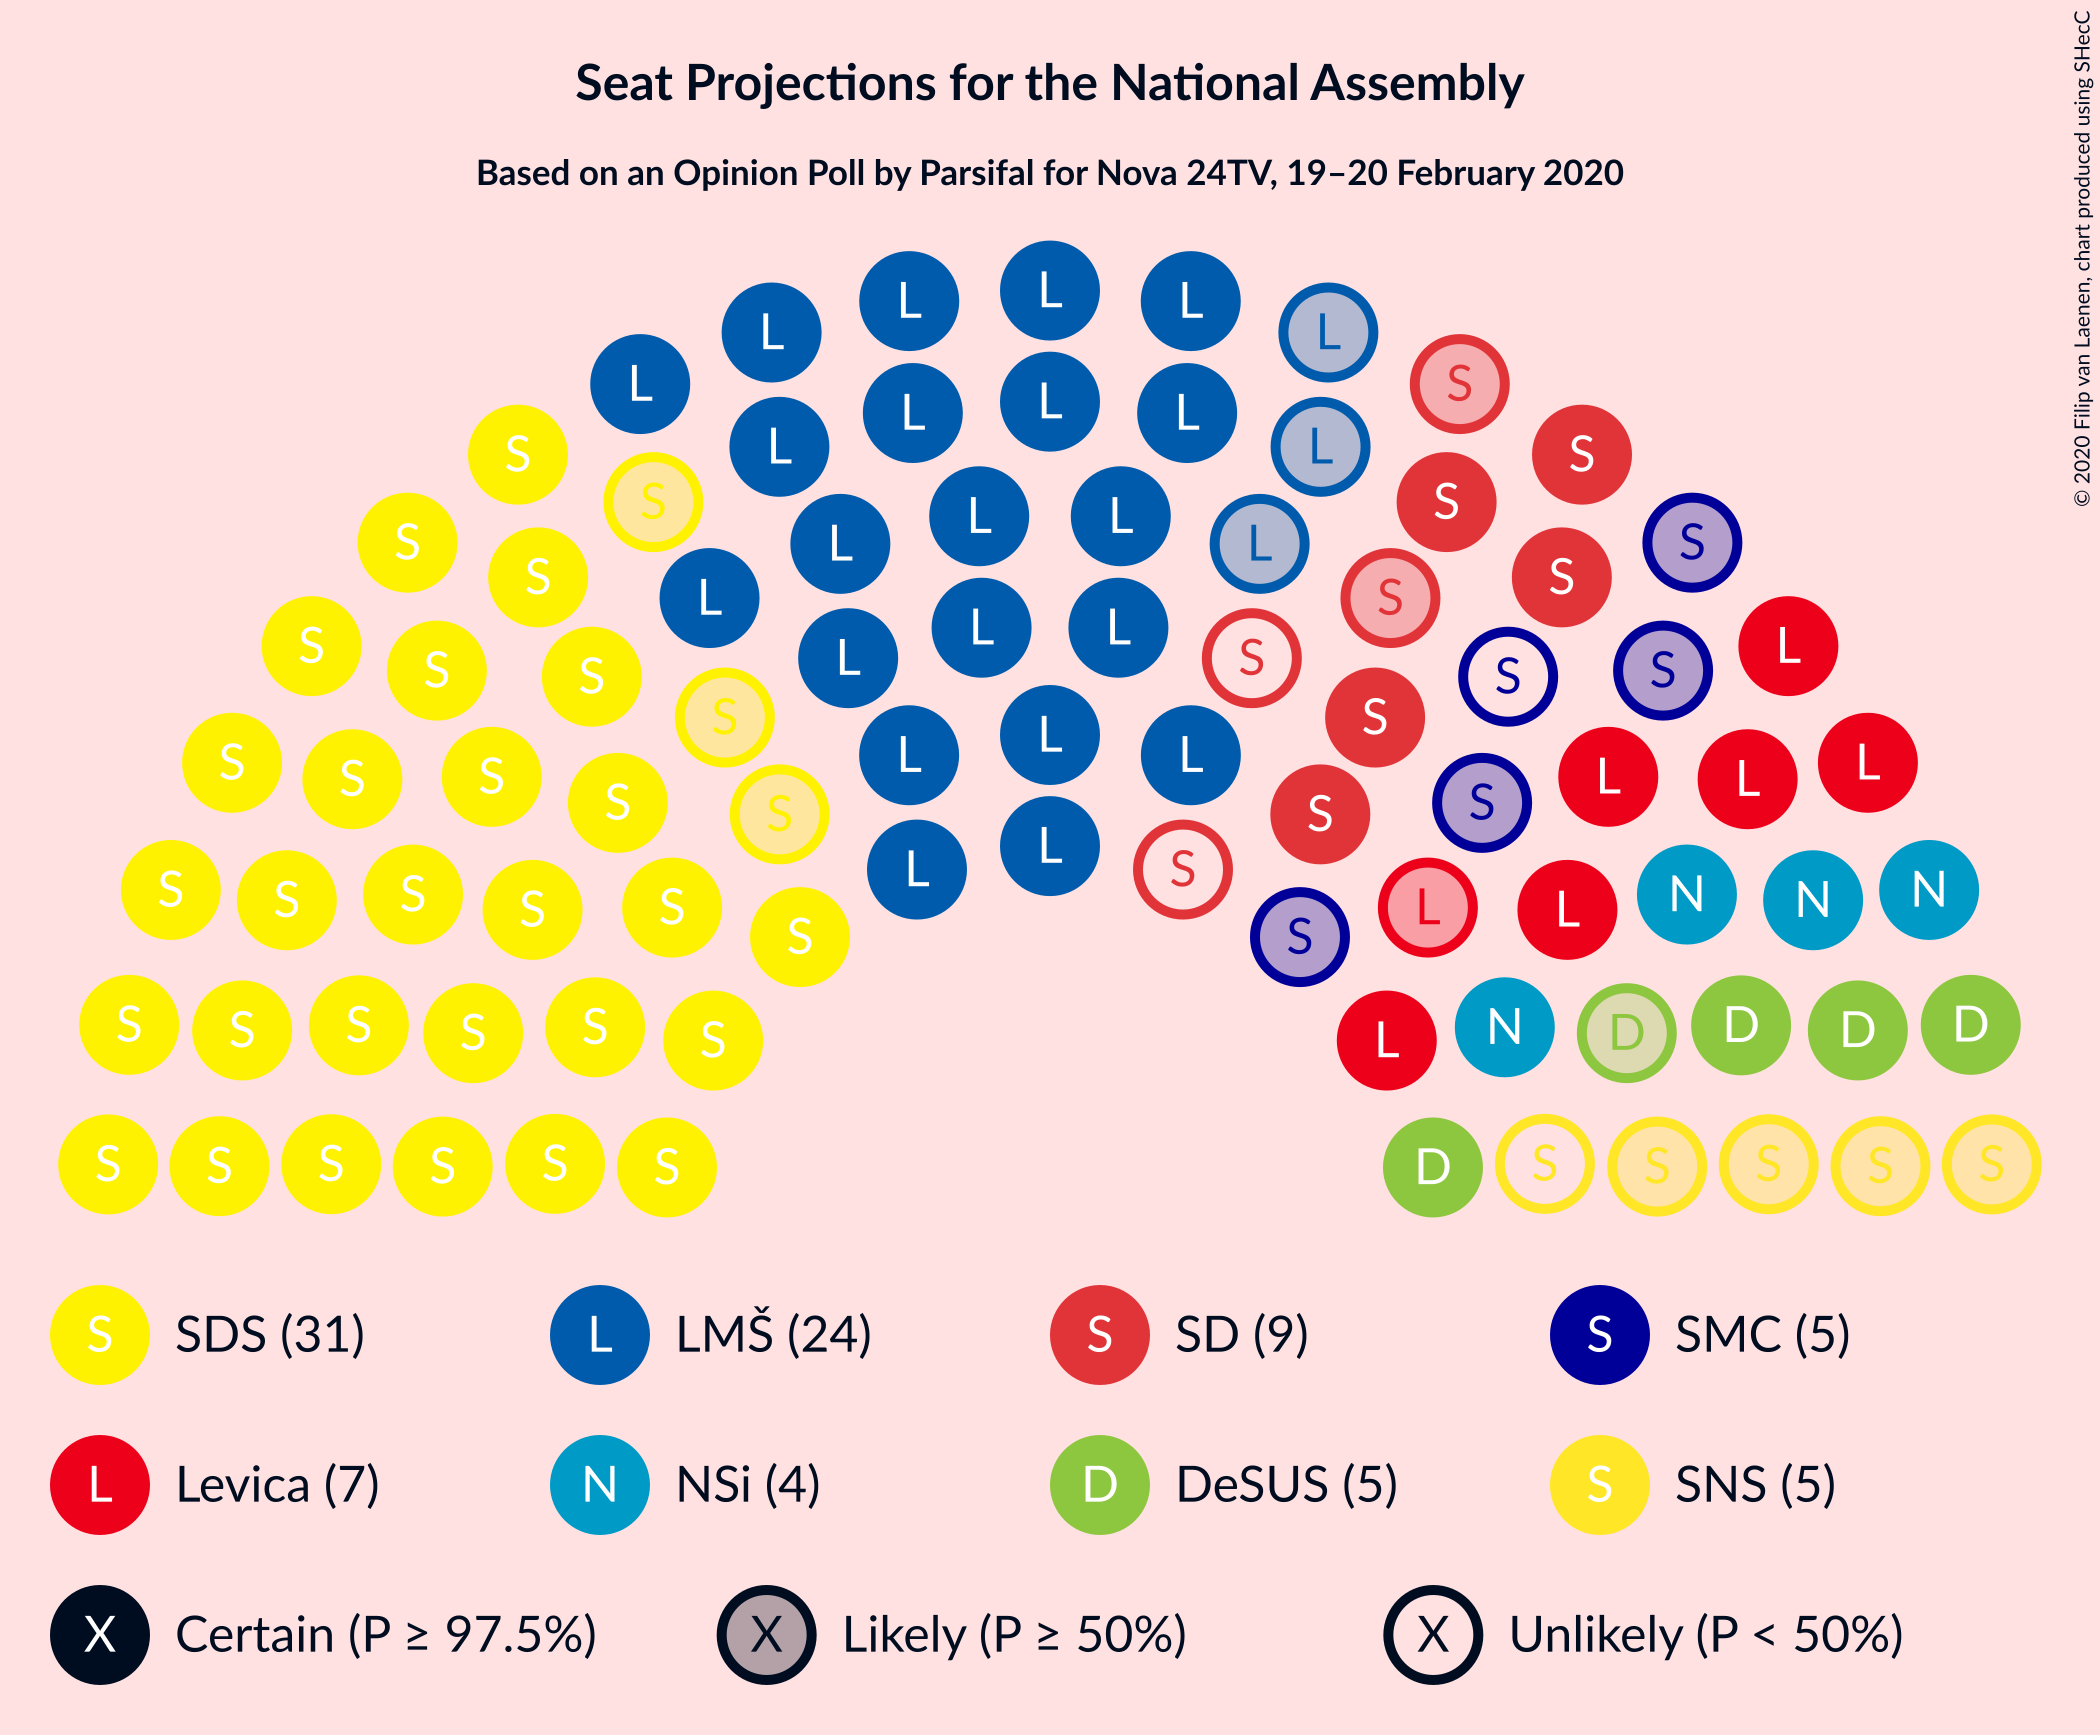 Seat Projections for the National Assembly
Based on an Opinion Poll by Parsifal for Nova 24TV, 19–20 February 2020
© 2020 Filip van Laenen, chart produced using SHecC
L L L
L L L
L L L L L S
S L L L S S
S S L L L L S S
S S L S S
S S L L L S S S L
S S L L L S
S S S S S S S L L L
L L S
S S S S S S L L N N N
S S
S S S S S S L N D D D D
S S S S S S D S S S S S
S SDS (31) L LMŠ (24) S SD (9) S SMC (5)
L Levica (7) N NSi (4) D DeSUS (5) S SNS (5)
X Certain (P ≥ 97.5%) X Likely (P ≥ 50%) X Unlikely (P < 50%)